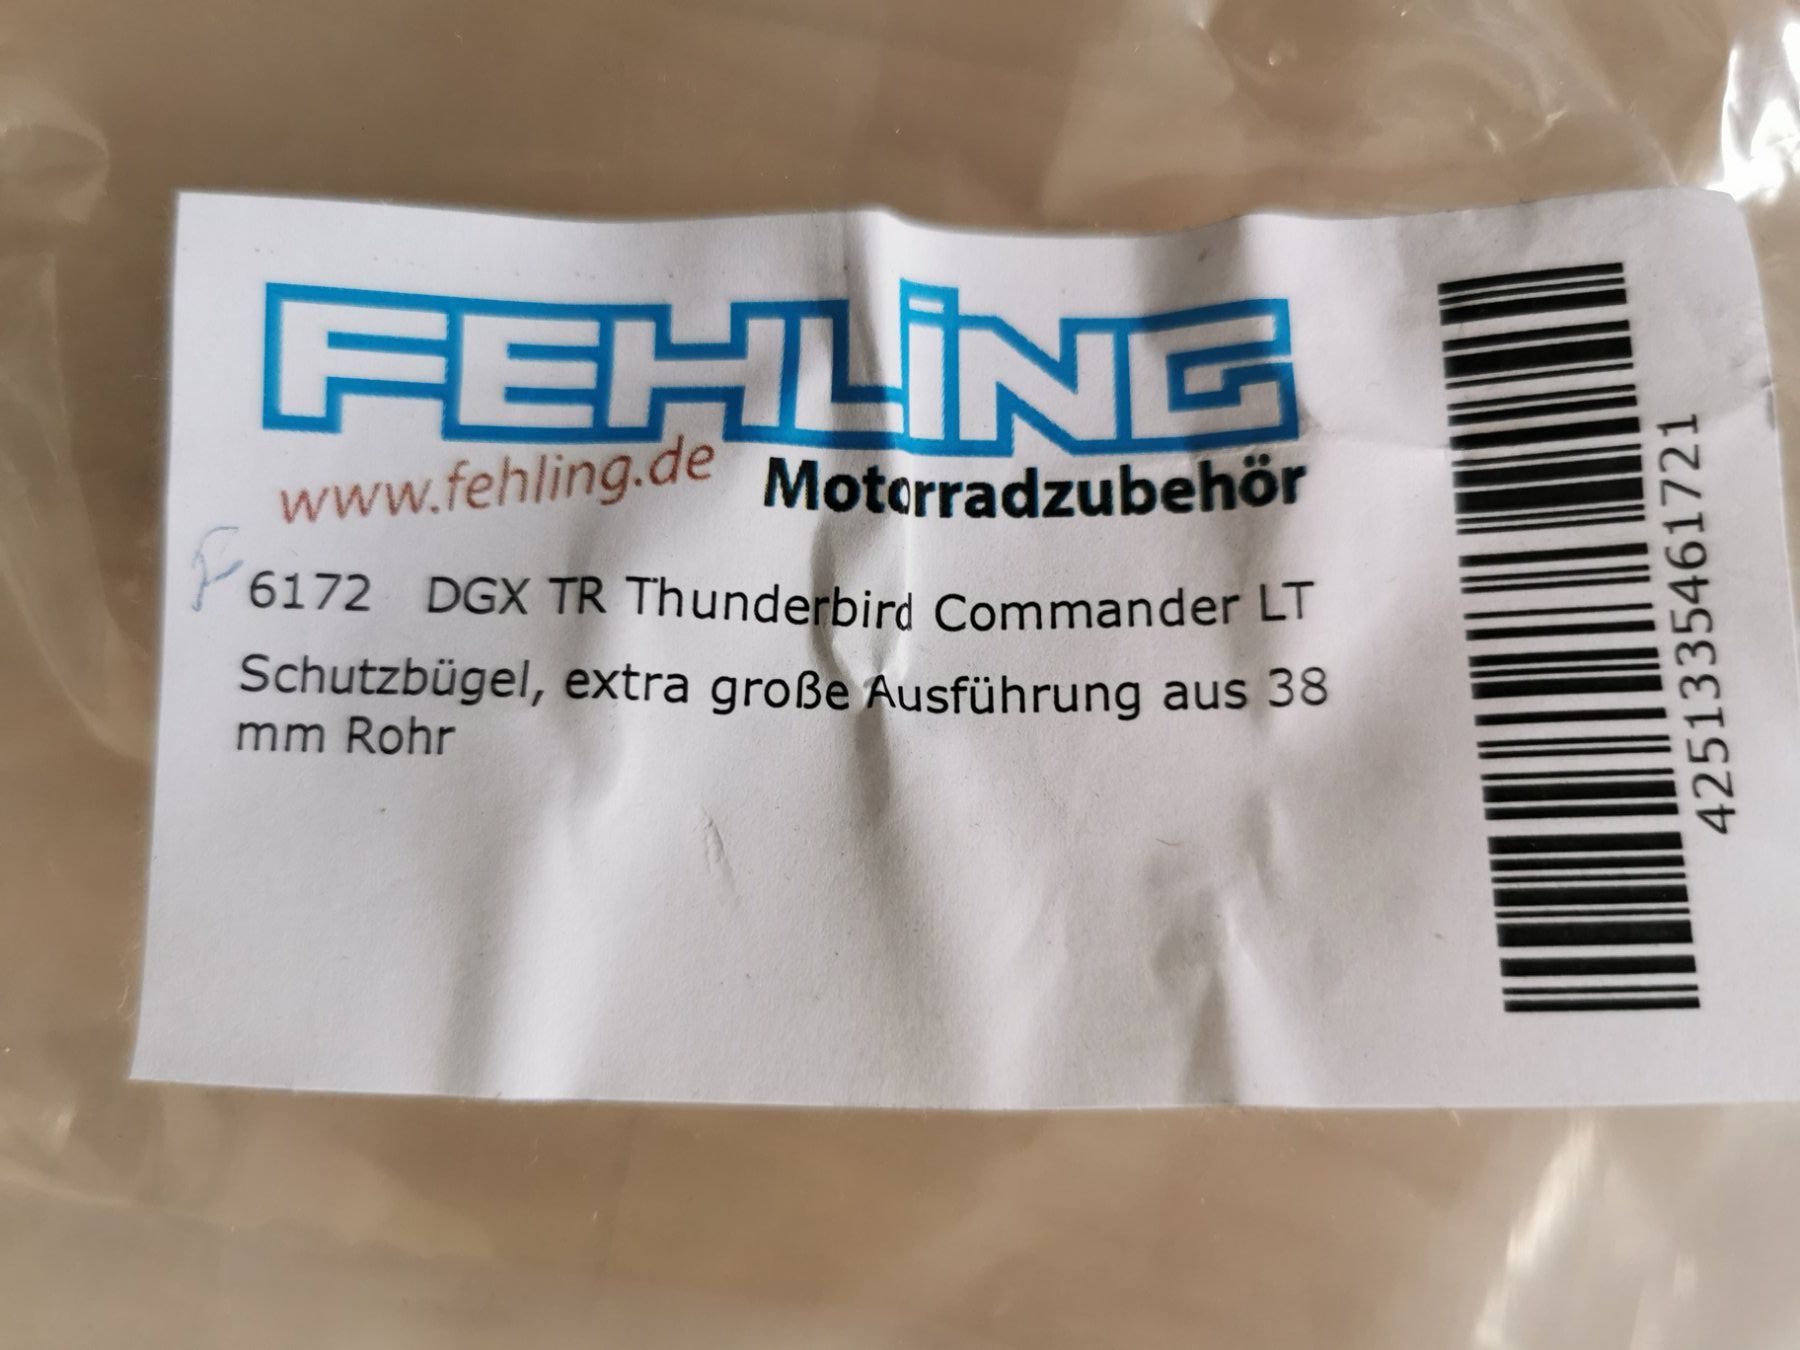 FEHLiNG
www.fehling.de Motorradzubehör
F 6172 DGX TR Thunderbird Commander LT
Schutzbügel, extra große Ausführung aus 38
mm Rohr
4251335461721